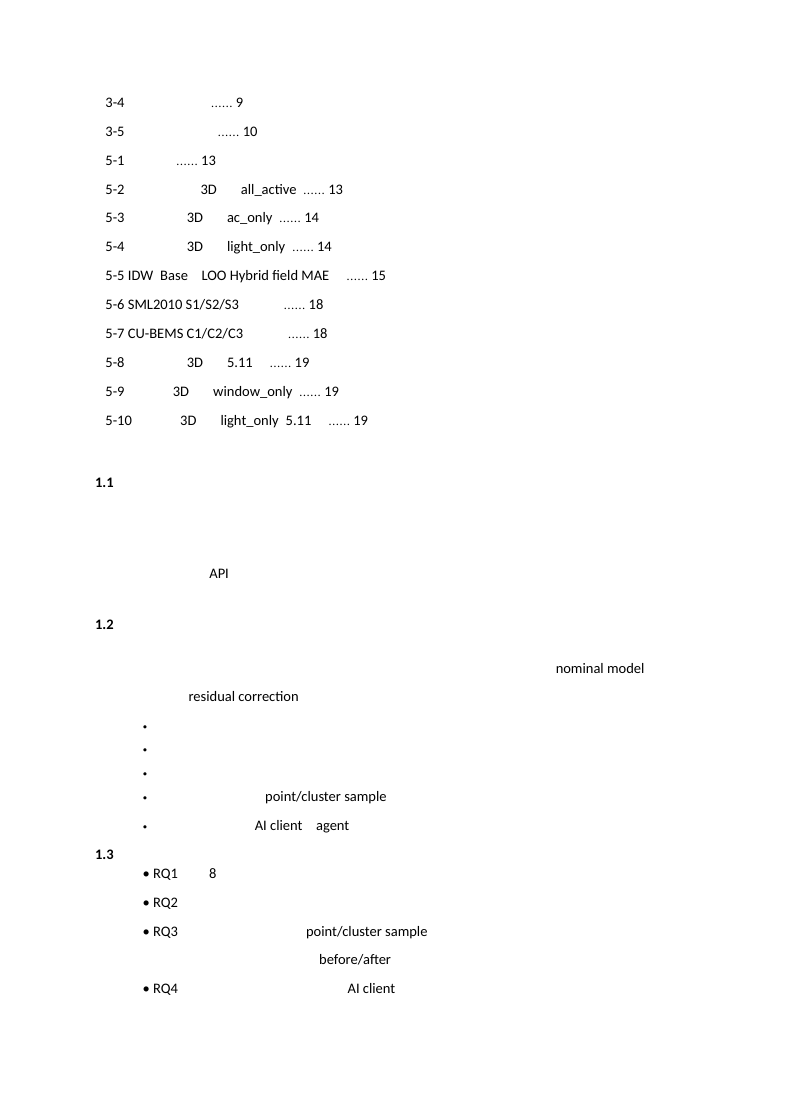 3-4 ...... 9
3-5 ...... 10
5-1 ...... 13
5-2 3D all_active ...... 13
5-3 3D ac_only ...... 14
5-4 3D light_only ...... 14
5-5 IDW Base LOO Hybrid field MAE ...... 15
5-6 SML2010 S1/S2/S3 ...... 18
5-7 CU-BEMS C1/C2/C3 ...... 18
5-8 3D 5.11 ...... 19
5-9 3D window_only ...... 19
5-10 3D light_only 5.11 ...... 19
1.1
API
1.2
nominal model
residual correction
•
•
•
• point/cluster sample
• AI client agent
1.3
• RQ1 8
• RQ2
• RQ3 point/cluster sample
before/after
• RQ4 AI client